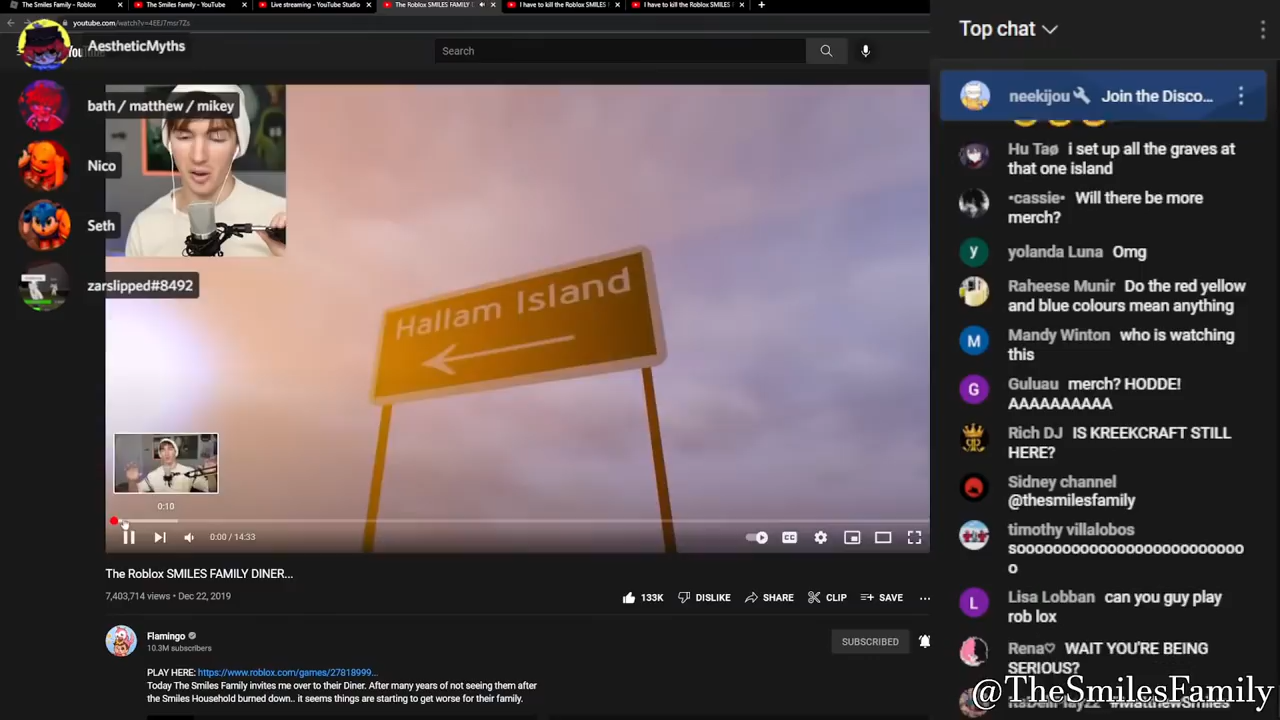 The Smiles Family - Roblox
The Smiles Family - YouTube
Live streaming - YouTube Studio
The Roblox SMILES FAMILY
I have to kill the Roblox SMILES
I have to kill the Roblox SMILES
youtube.com/watch?v=4EEJ7msr7Zs
AestheticMyths
Search
bath / matthew / mikey
Nico
Seth
zarslipped#8492
Hallam Island
0:10
0:00 / 14:33
The Roblox SMILES FAMILY DINER...
7,403,714 views • Dec 22, 2019
133K
DISLIKE
SHARE
CLIP
SAVE
Flamingo
10.3M subscribers
SUBSCRIBED
PLAY HERE: https://www.roblox.com/games/27818999...
Today The Smiles Family invites me over to their Diner. After many years of not seeing them after
the Smiles Household burned down.. it seems things are starting to get worse for their family.
Top chat
neekijou Join the Disco...
Hu Taø i set up all the graves at
that one island
•cassie• Will there be more
merch?
yolanda Luna Omg
Raheese Munir Do the red yellow
and blue colours mean anything
Mandy Winton who is watching
this
Guluau merch? HODDE!
AAAAAAAAAA
Rich DJ IS KREEKCRAFT STILL
HERE?
Sidney channel
@thesmilesfamily
timothy villalobos
sooooooooooooooooooooooo
o
Lisa Lobban can you guy play
rob lox
Rena♡ WAIT YOU'RE BEING
SERIOUS?
#MatthewSmiles
@TheSmilesFamily